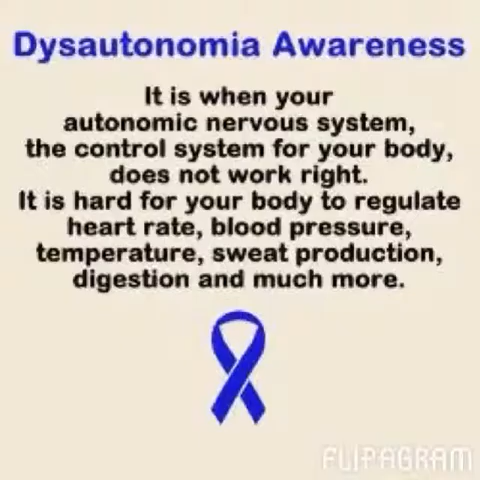 Dysautonomia Awareness
It is when your
autonomic nervous system,
the control system for your body,
does not work right.
It is hard for your body to regulate
heart rate, blood pressure,
temperature, sweat production,
digestion and much more.
FLIPAGRAM